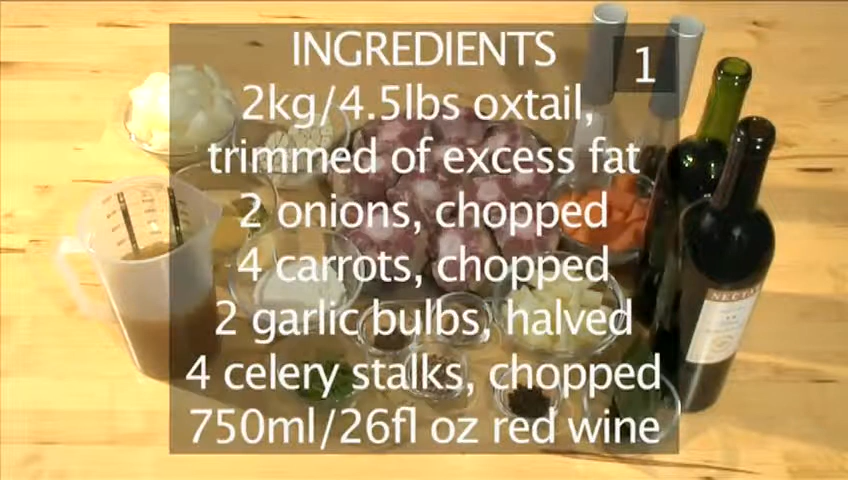 INGREDIENTS
1
2kg/4.5lbs oxtail,
trimmed of excess fat
2 onions, chopped
4 carrots, chopped
2 garlic bulbs, halved
4 celery stalks, chopped
750ml/26fl oz red wine